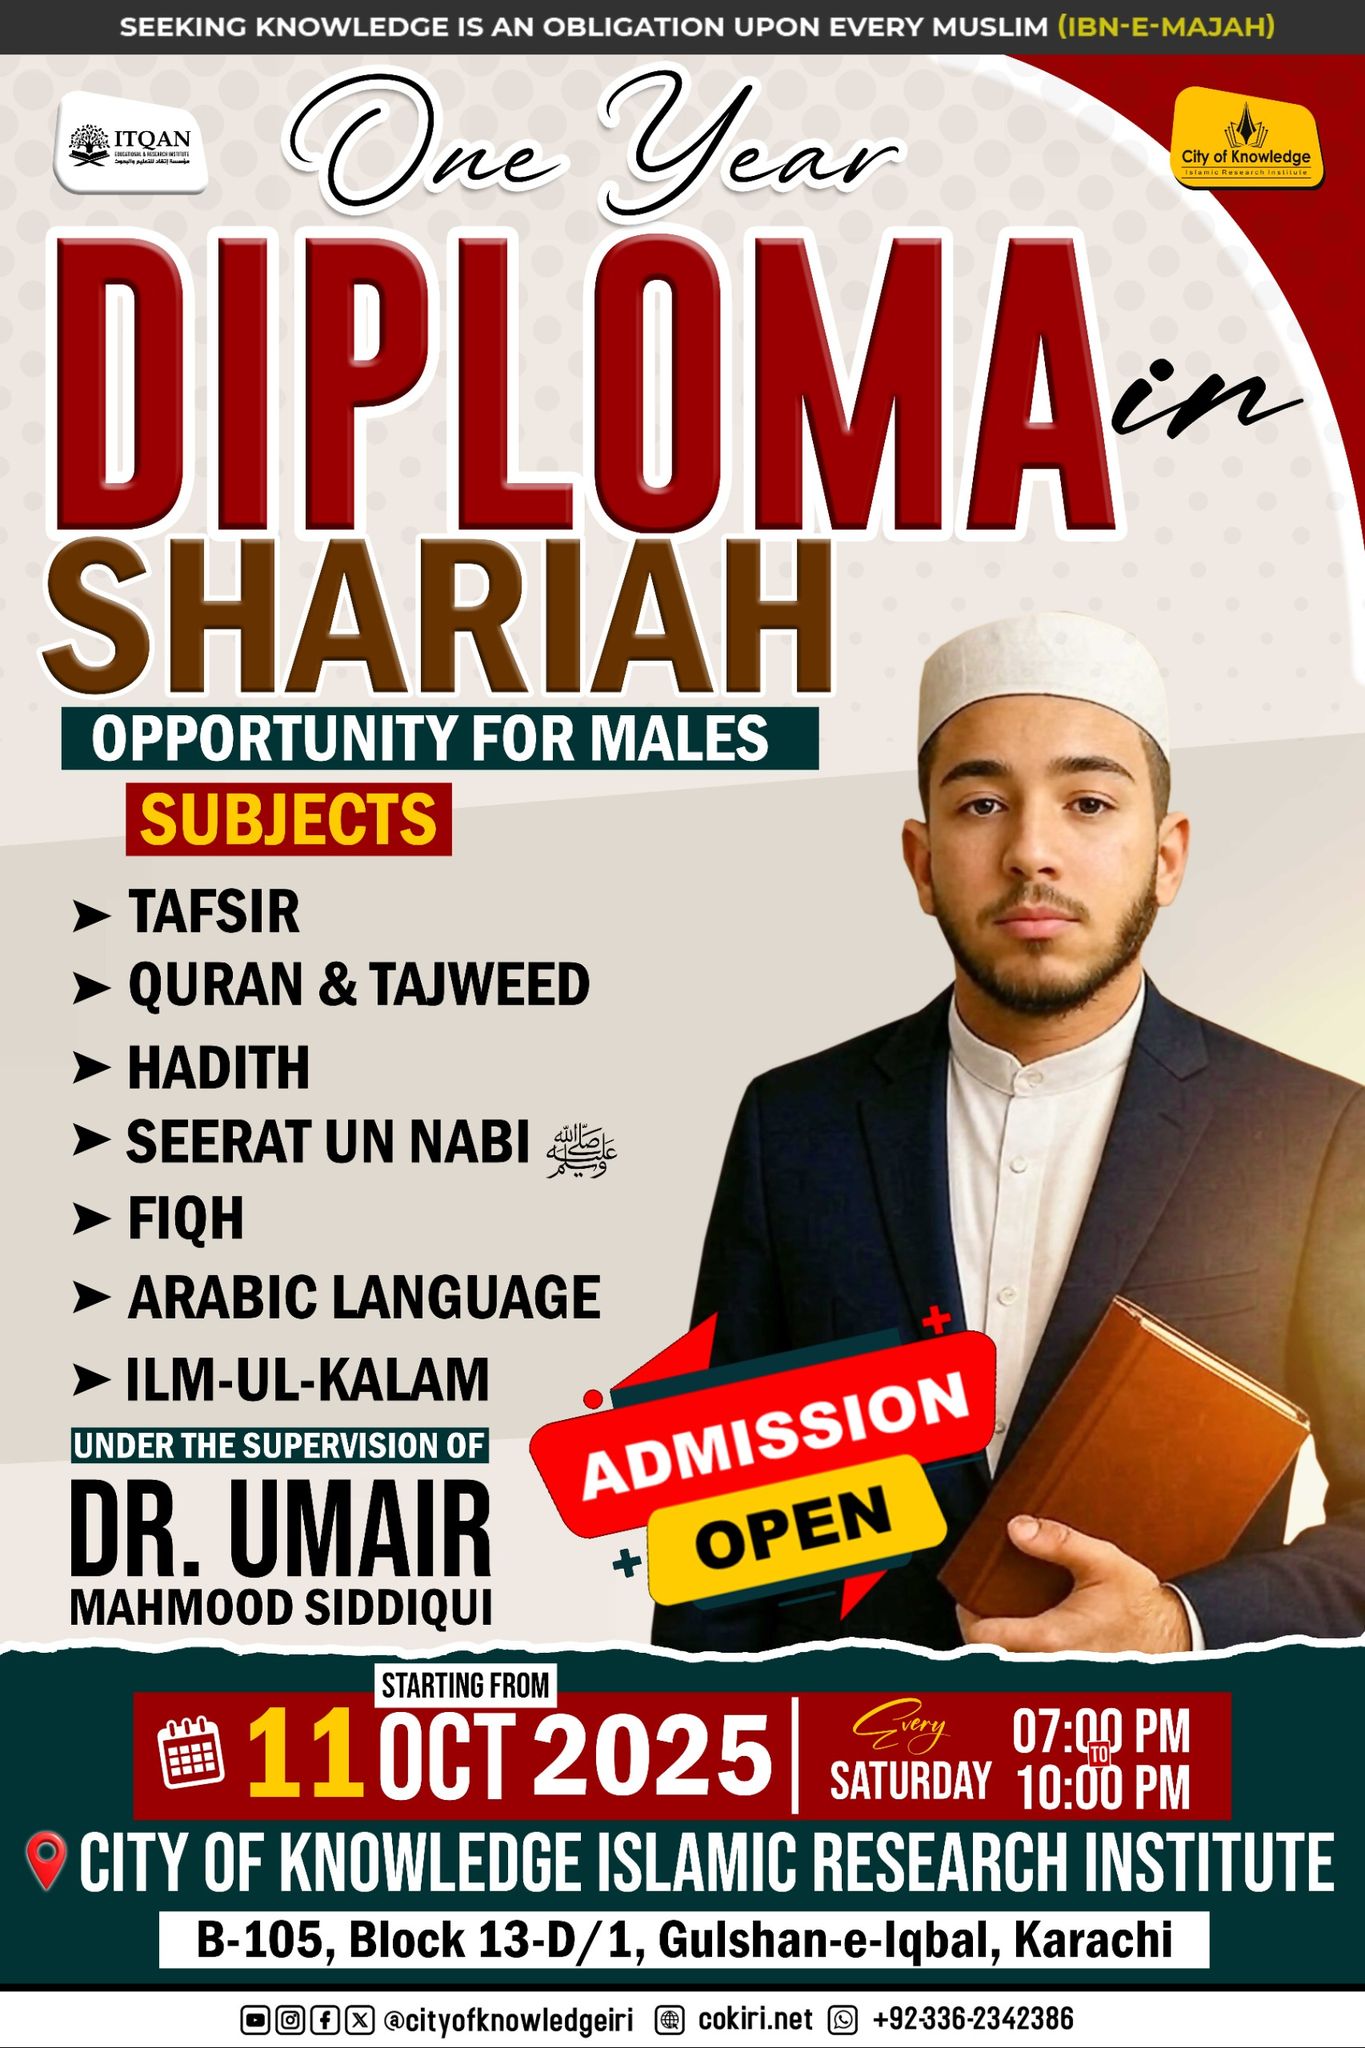 SEEKING KNOWLEDGE IS AN OBLIGATION UPON EVERY MUSLIM (IBN-E-MAJAH)
ITQAN
EDUCATIONAL & RESEARCH INSTITUTE
City of Knowledge
Islamic Research Institute
One Year
DIPLOMA in
SHARIAH
OPPORTUNITY FOR MALES
SUBJECTS
➤ TAFSIR
➤ QURAN & TAJWEED
➤ HADITH
➤ SEERAT UN NABI ﷺ
➤ FIQH
➤ ARABIC LANGUAGE
➤ ILM-UL-KALAM
UNDER THE SUPERVISION OF
DR. UMAIR
MAHMOOD SIDDIQUI
ADMISSION
OPEN
STARTING FROM
11 OCT 2025
Every
SATURDAY
07:00 PM
TO
10:00 PM
CITY OF KNOWLEDGE ISLAMIC RESEARCH INSTITUTE
B-105, Block 13-D/1, Gulshan-e-Iqbal, Karachi
@cityofknowledgeiri cokiri.net +92-336-2342386